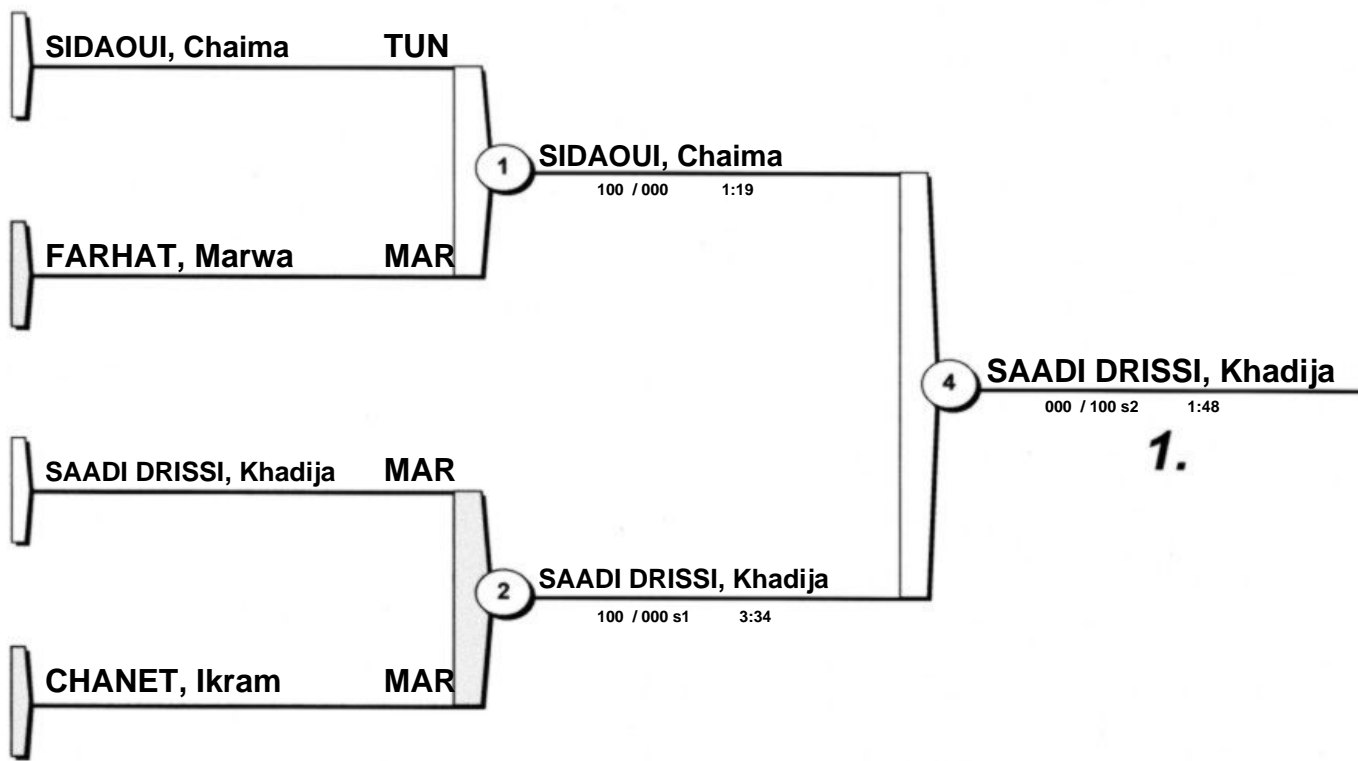 SIDAOUI, Chaima TUN
1 SIDAOUI, Chaima
100 / 000 1:19
FARHAT, Marwa MAR
4 SAADI DRISSI, Khadija
000 / 100 s2 1:48
1.
SAADI DRISSI, Khadija MAR
2 SAADI DRISSI, Khadija
100 / 000 s1 3:34
CHANET, Ikram MAR